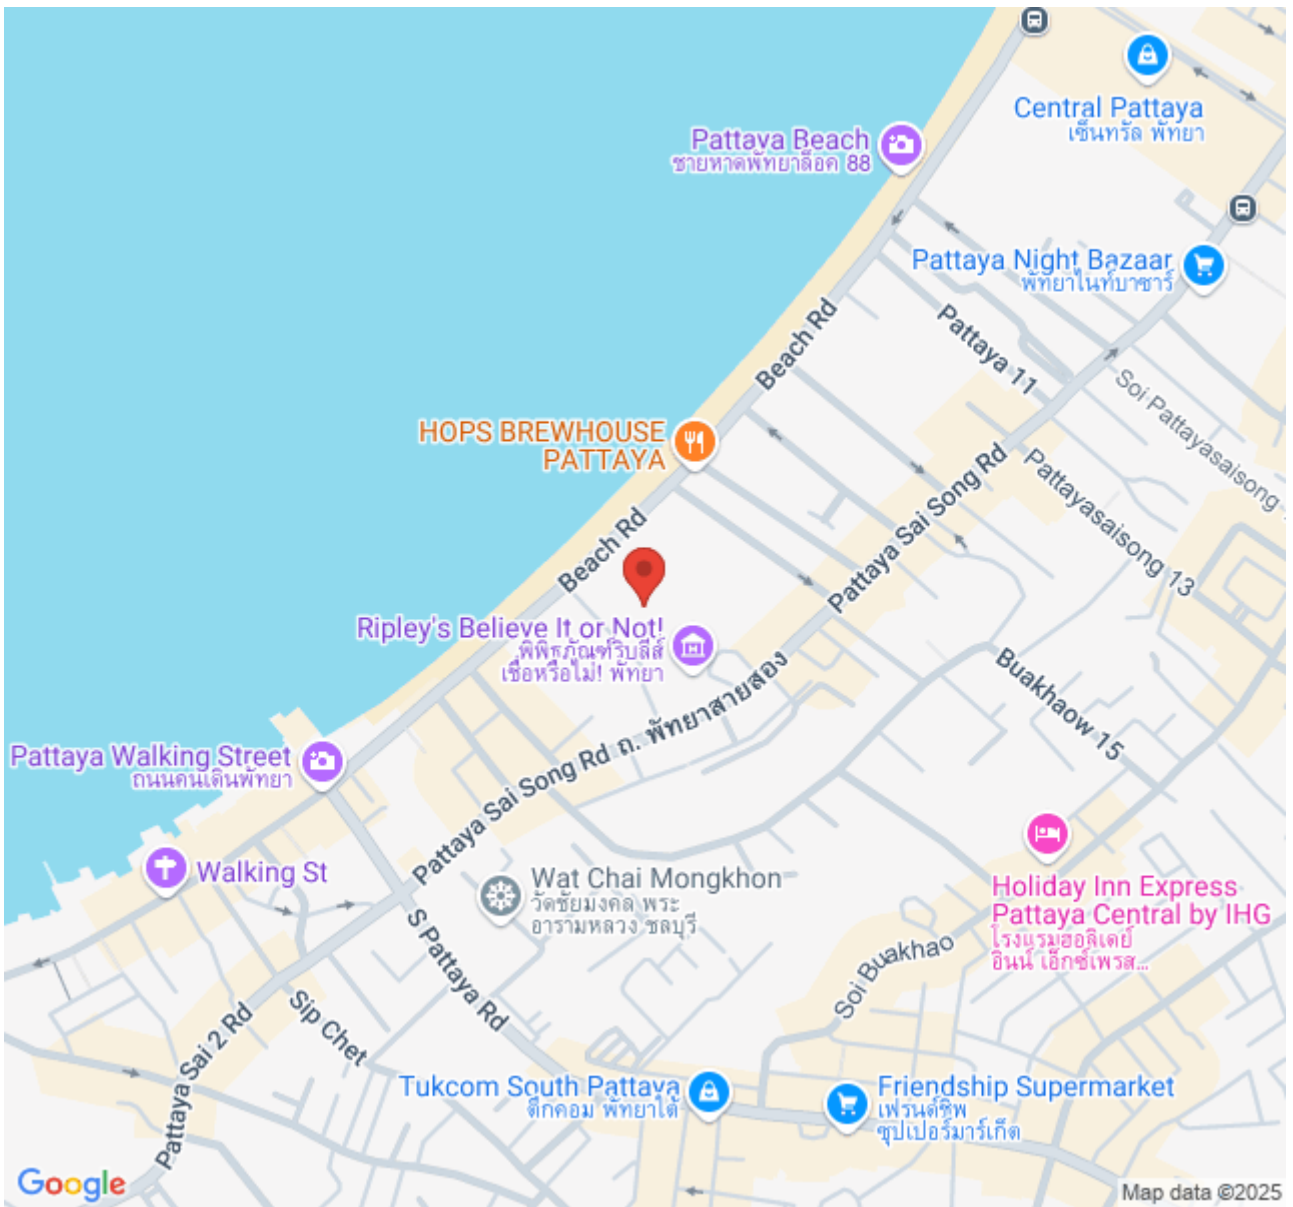 Central Pattaya
เซ็นทรัล พัทยา
Pattaya Beach
ชายหาดพัทยาล็อค 88
Pattaya Night Bazaar
พัทยาไนท์บาซาร์
Beach Rd
Pattaya 11
Soi Pattayasaisong
HOPS BREWHOUSE
PATTAYA
Pattaya Sai Song Rd
Pattayasaisong 13
Beach Rd
Ripley's Believe It or Not!
พิพิธภัณฑ์ริบลีส์
เชื่อหรือไม่! พัทยา
Buakhaow 15
Pattaya Sai Song Rd ถ. พัทยาสายสอง
Pattaya Walking Street
ถนนคนเดินพัทยา
Walking St
Wat Chai Mongkhon
วัดชัยมงคล พระ
อารามหลวง ชลบุรี
Holiday Inn Express
Pattaya Central by IHG
โรงแรมฮอลิเดย์
อินน์ เอ็กซ์เพรส...
S Pattaya Rd
Soi Buakhao
Sip Chet
Pattaya Sai 2 Rd
Tukcom South Pattaya
ตึกคอม พัทยาใต้
Friendship Supermarket
เฟรนด์ชิพ
ซุปเปอร์มาร์เก็ต
Google
Map data ©2025